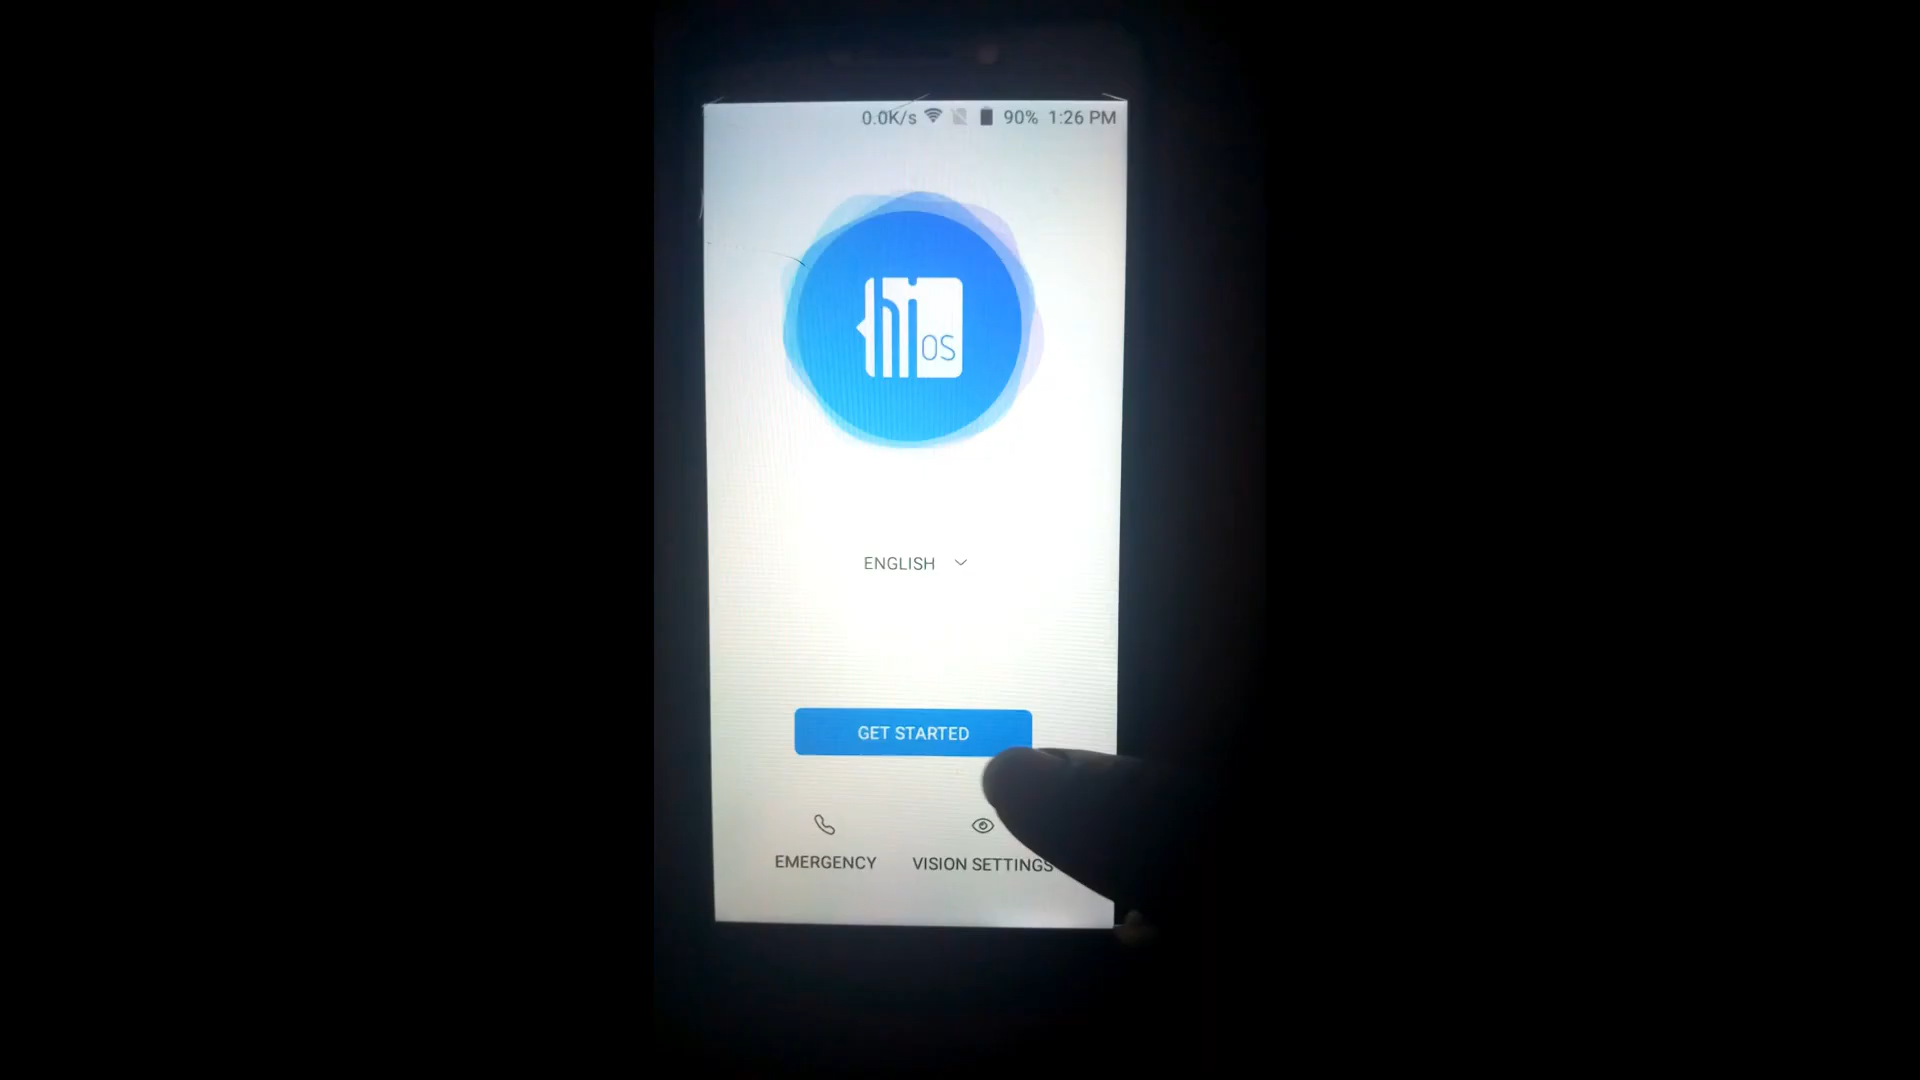 0.0K/s 90% 1:26 PM
hi
OS
ENGLISH
GET STARTED
EMERGENCY VISION SETTINGS